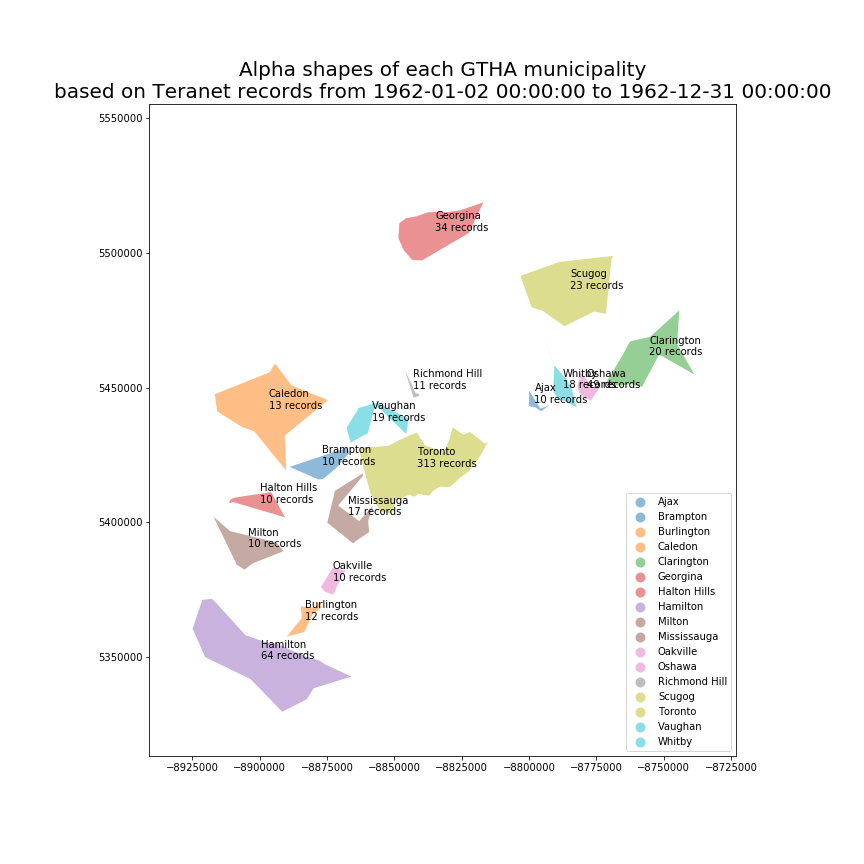 Alpha shapes of each GTHA municipality
based on Teranet records from 1962-01-02 00:00:00 to 1962-12-31 00:00:00
5550000
5500000
5450000
5400000
5350000
Georgina
34 records
Scugog
23 records
Clarington
20 records
Richmond Hill
11 records
Whitby
18 records
Oshawa
49 records
Ajax
10 records
Caledon
13 records
Vaughan
19 records
Brampton
10 records
Toronto
313 records
Halton Hills
10 records
Mississauga
17 records
Milton
10 records
Oakville
10 records
Burlington
12 records
Hamilton
64 records
Ajax
Brampton
Burlington
Caledon
Clarington
Georgina
Halton Hills
Hamilton
Milton
Mississauga
Oakville
Oshawa
Richmond Hill
Scugog
Toronto
Vaughan
Whitby
−8925000 −8900000 −8875000 −8850000 −8825000 −8800000 −8775000 −8750000 −8725000